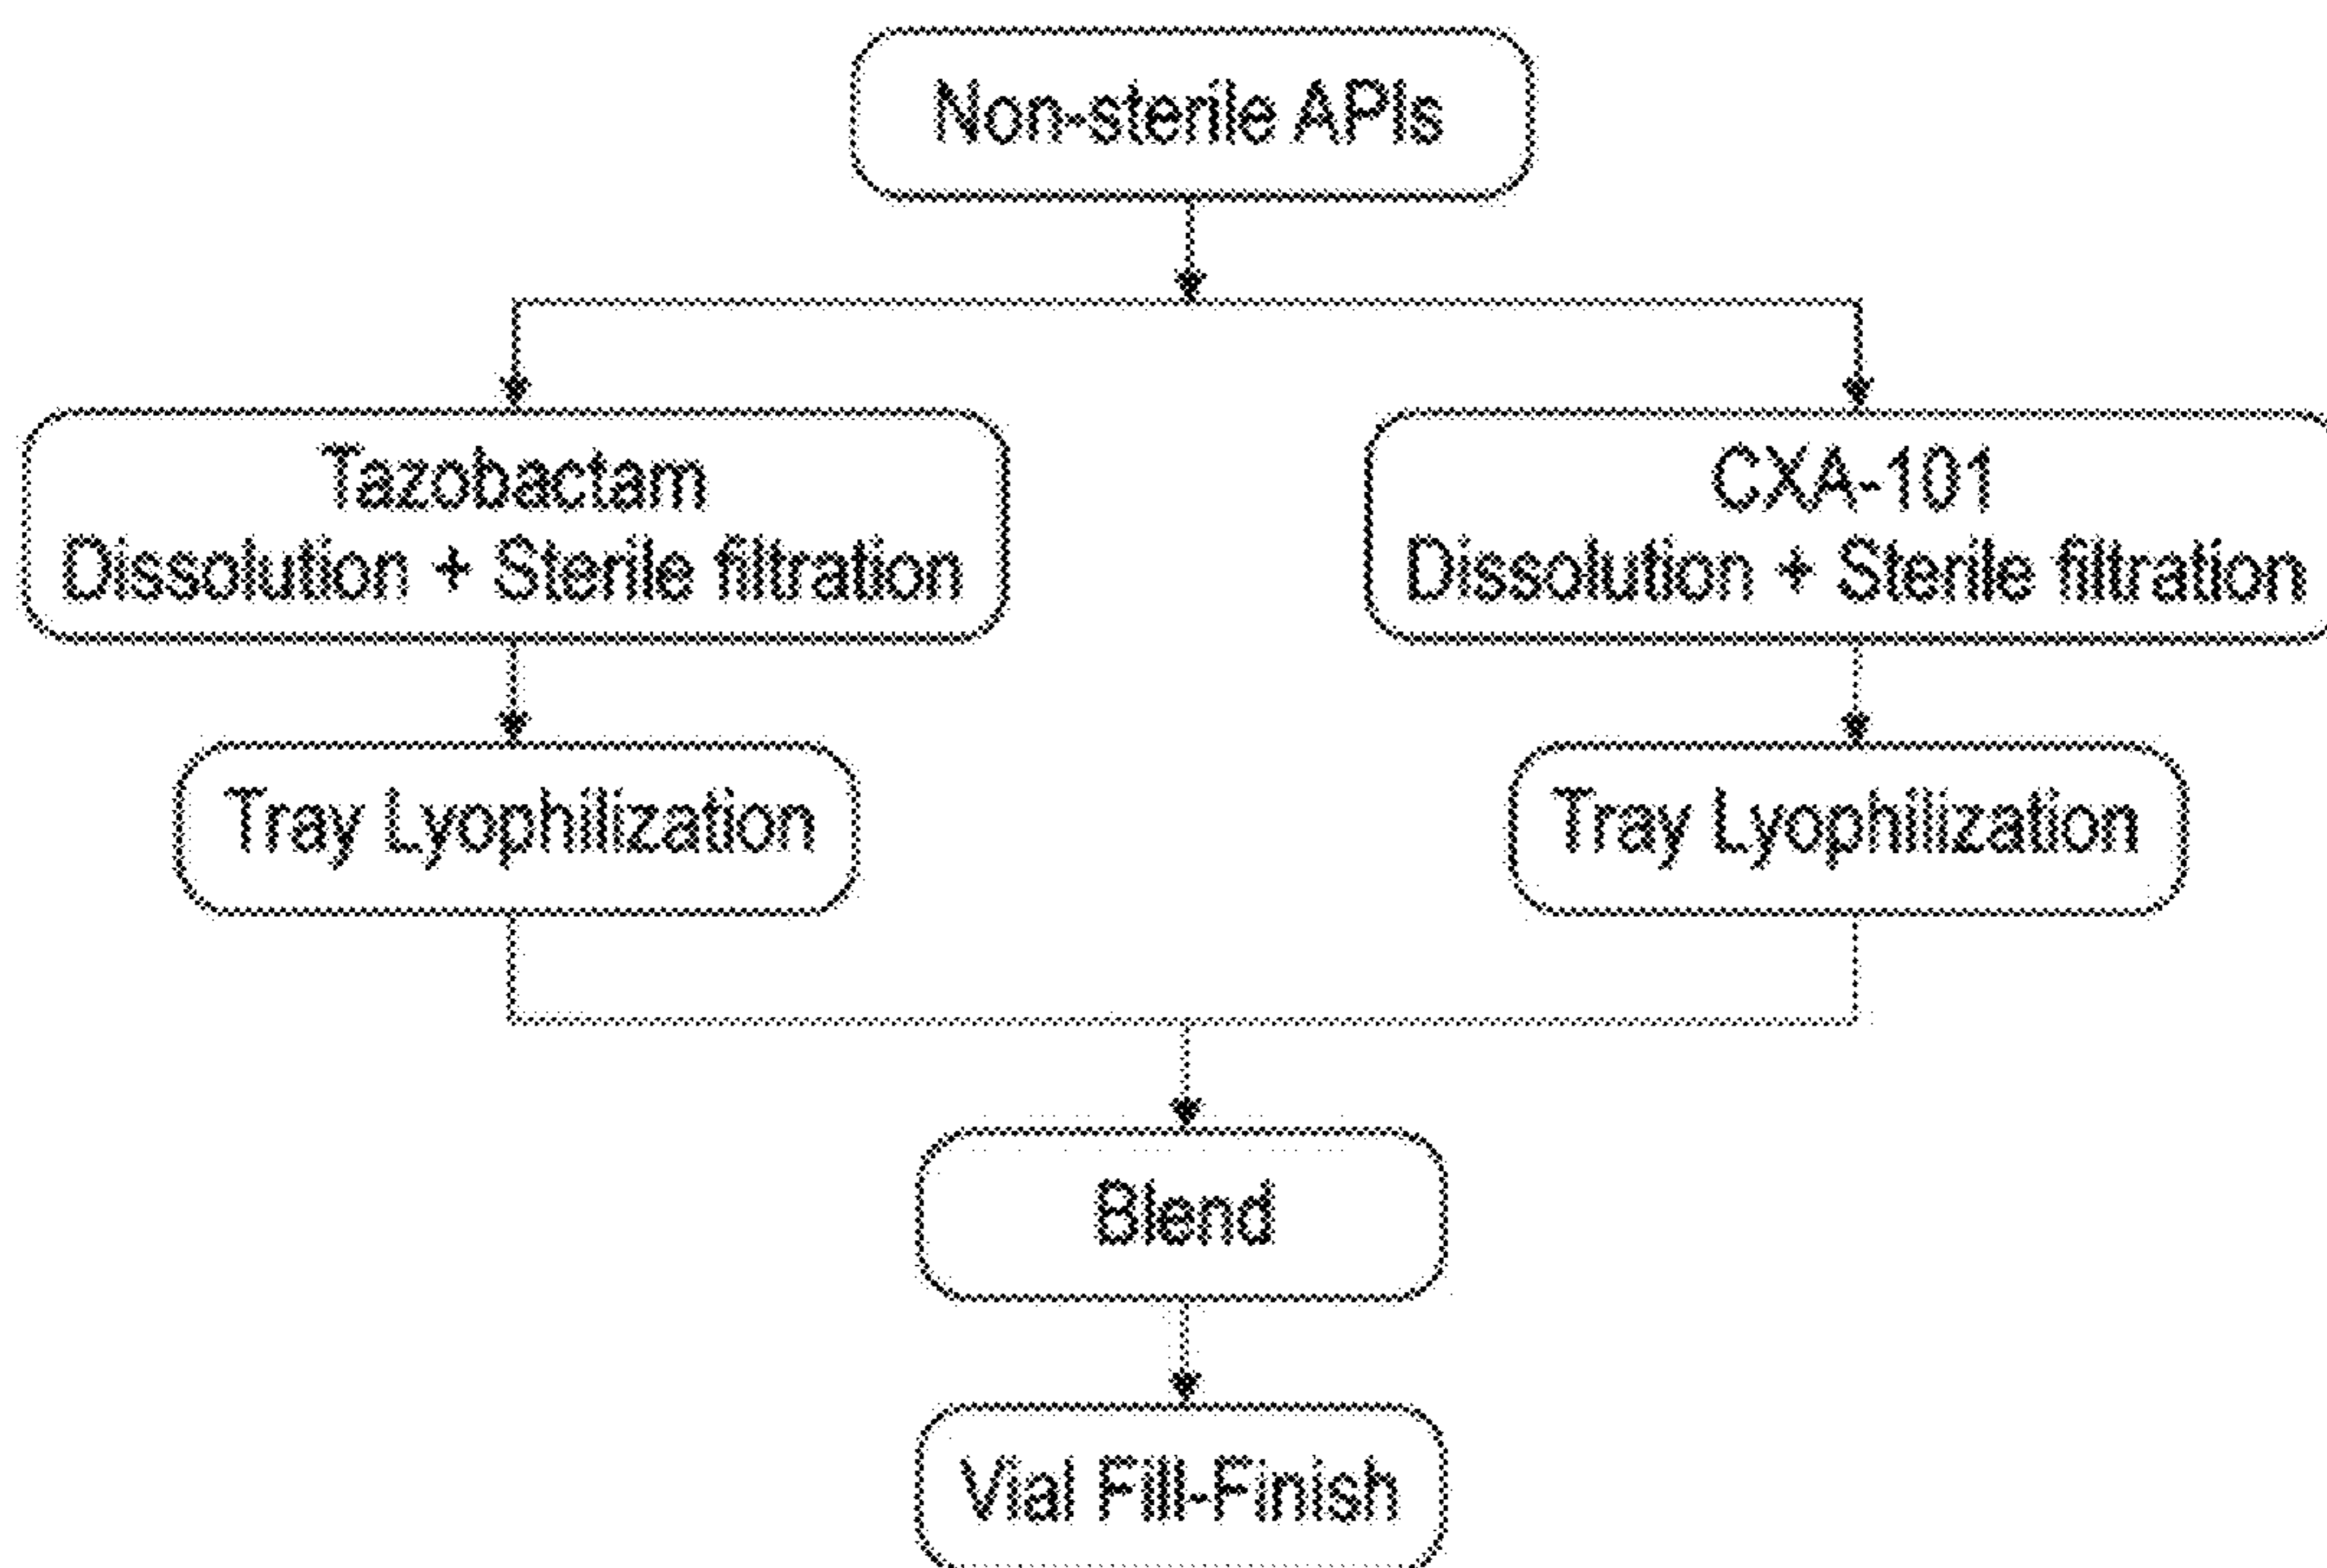 Non-sterile APIs
Tazobactam
Dissolution + Sterile filtration
CXA-101
Dissolution + Sterile filtration
Tray Lyophilization
Tray Lyophilization
Blend
Vial Fill-Finish